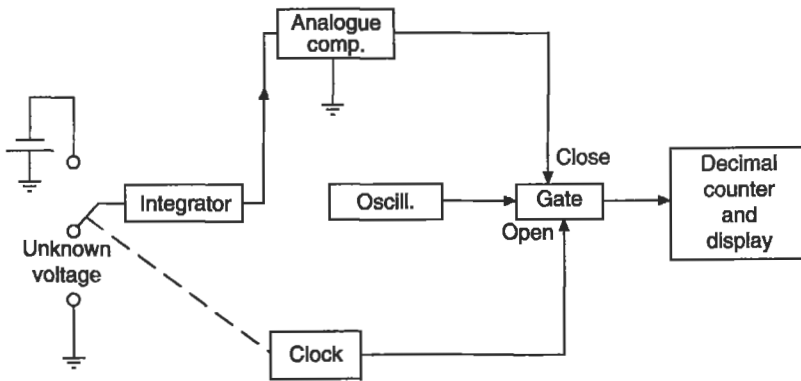 Analogue
comp.
Close
Integrator
Oscill.
Gate
Decimal
counter
and
display
Open
Unknown
voltage
Clock